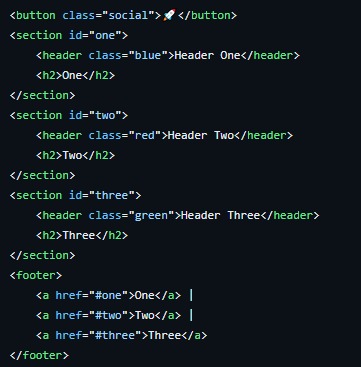 <button class="social">🚀</button>
<section id="one">
    <header class="blue">Header One</header>
    <h2>One</h2>
</section>
<section id="two">
    <header class="red">Header Two</header>
    <h2>Two</h2>
</section>
<section id="three">
    <header class="green">Header Three</header>
    <h2>Three</h2>
</section>
<footer>
    <a href="#one">One</a> |
    <a href="#two">Two</a> |
    <a href="#three">Three</a>
</footer>